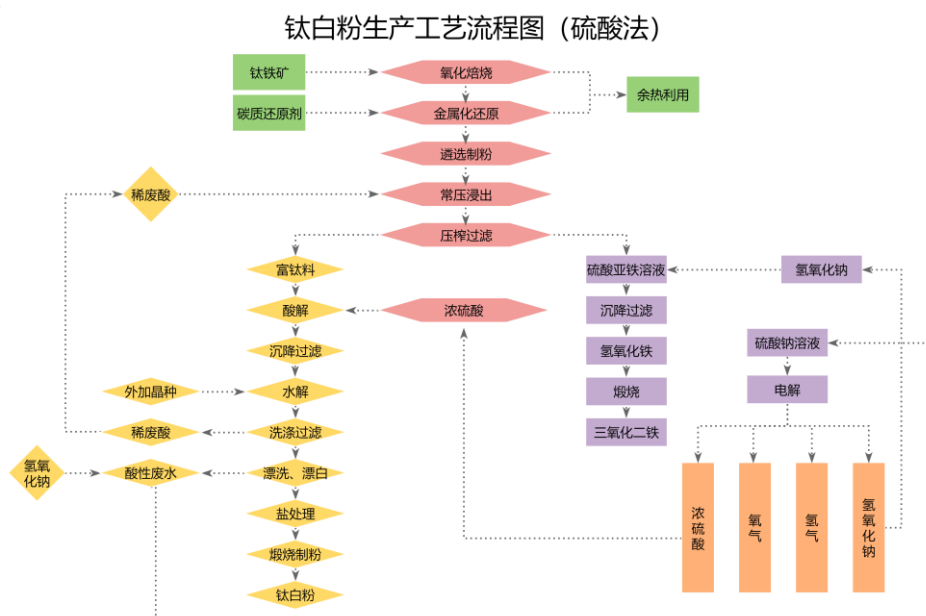 钛白粉生产工艺流程图（硫酸法）
钛铁矿
氧化焙烧
余热利用
碳质还原剂
金属化还原
遴选制粉
稀废酸
常压浸出
压榨过滤
富钛料
硫酸亚铁溶液
氢氧化钠
酸解
浓硫酸
沉降过滤
沉降过滤
氢氧化铁
硫酸钠溶液
外加晶种
水解
煅烧
电解
稀废酸
洗涤过滤
三氧化二铁
氢氧
化钠
酸性废水
漂洗、漂白
盐处理
煅烧制粉
钛白粉
浓硫酸
氧气
氢气
氢氧化钠